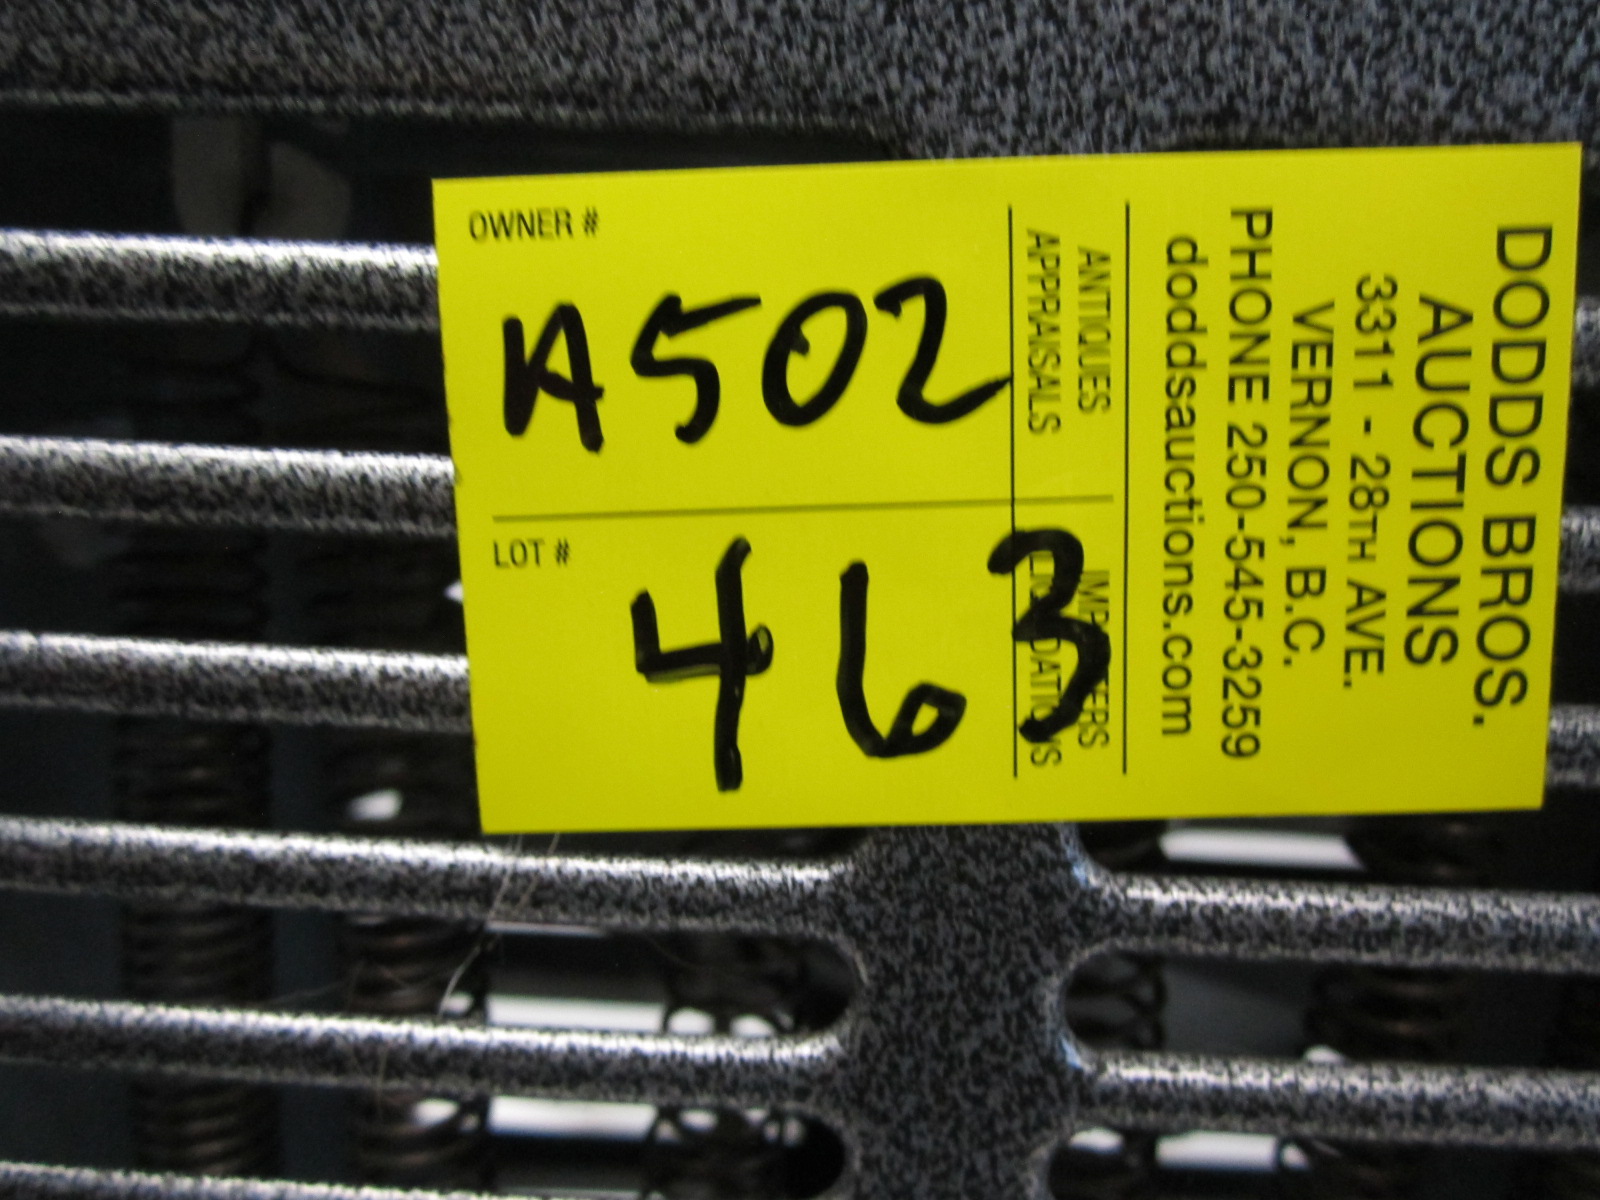 OWNER #
A502
LOT #
463
DODDS BROS.
AUCTIONS
3311 - 28TH AVE.
VERNON, B.C.
PHONE 250-545-3259
doddsauctions.com
ANTIQUES
APPRAISALS